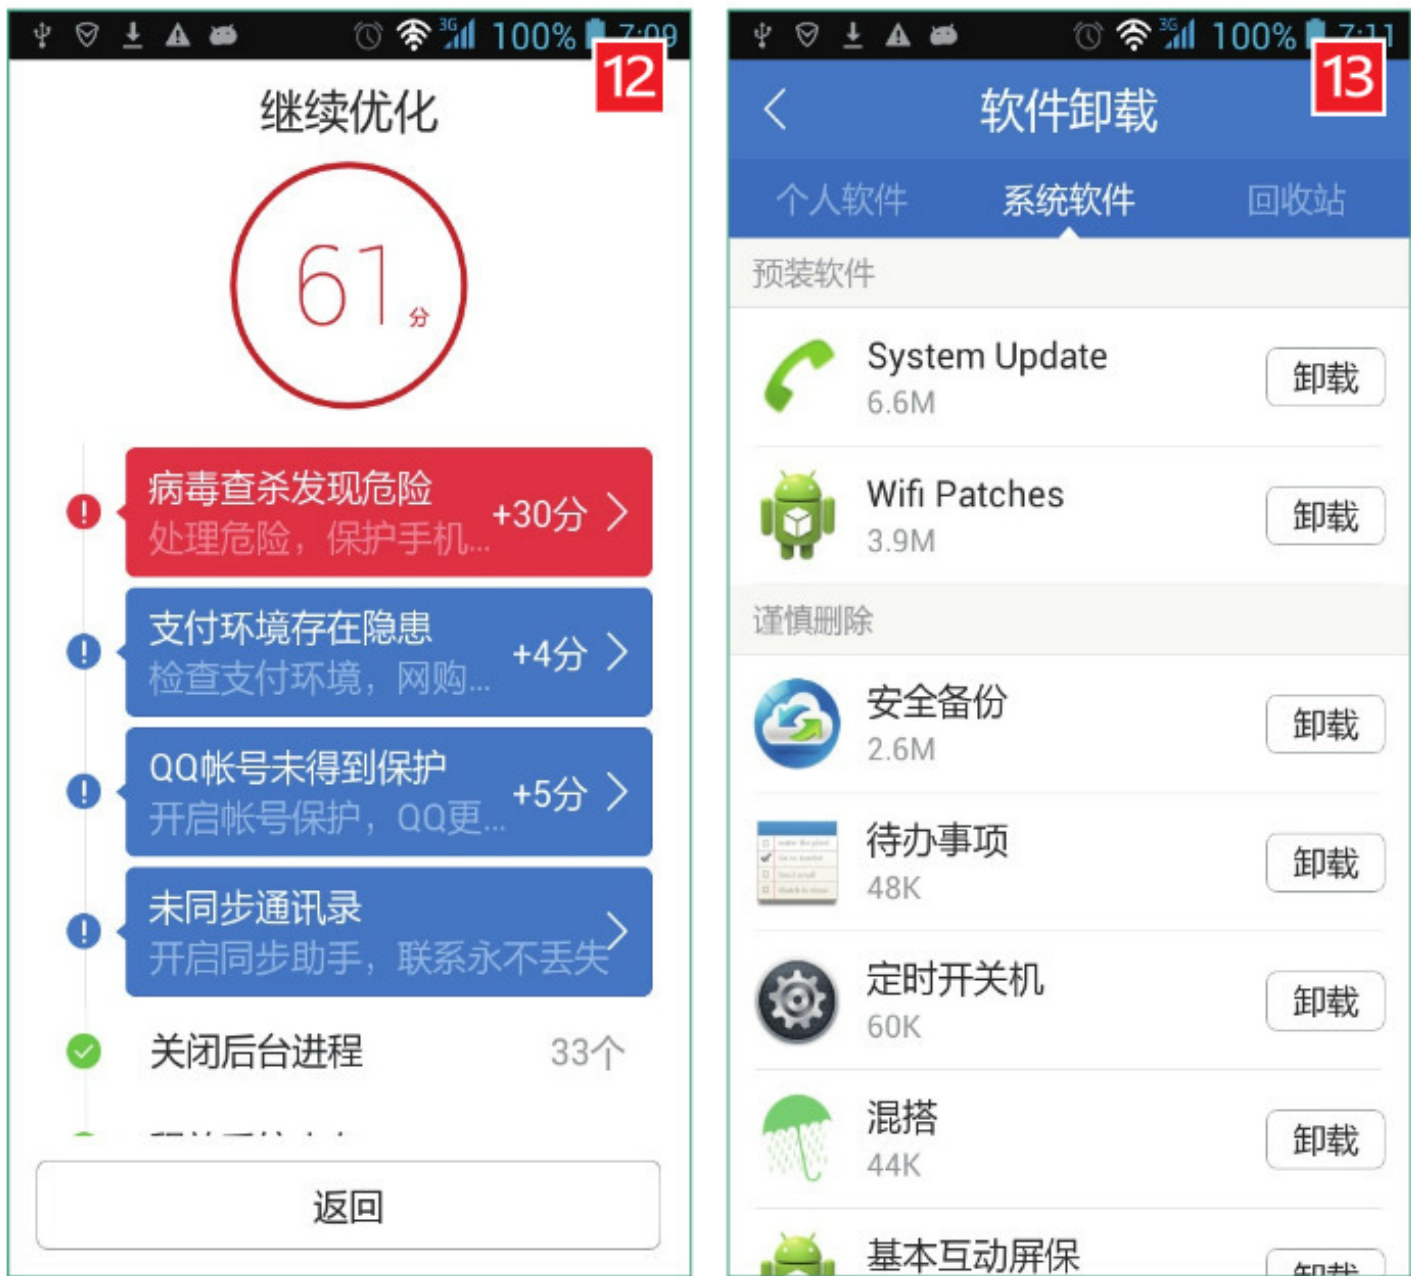 3G 100% 7:09
12
继续优化
61分
病毒查杀发现危险
处理危险，保护手机...
+30分
支付环境存在隐患
检查支付环境，网购...
+4分
QQ帐号未得到保护
开启帐号保护，QQ更...
+5分
未同步通讯录
开启同步助手，联系永不丢失
关闭后台进程
33个
返回
3G 100% 7:11
13
软件卸载
个人软件 系统软件 回收站
预装软件
System Update
6.6M
卸载
Wifi Patches
3.9M
卸载
谨慎删除
安全备份
2.6M
卸载
待办事项
48K
卸载
定时开关机
60K
卸载
混搭
44K
卸载
基本互动屏保
卸载